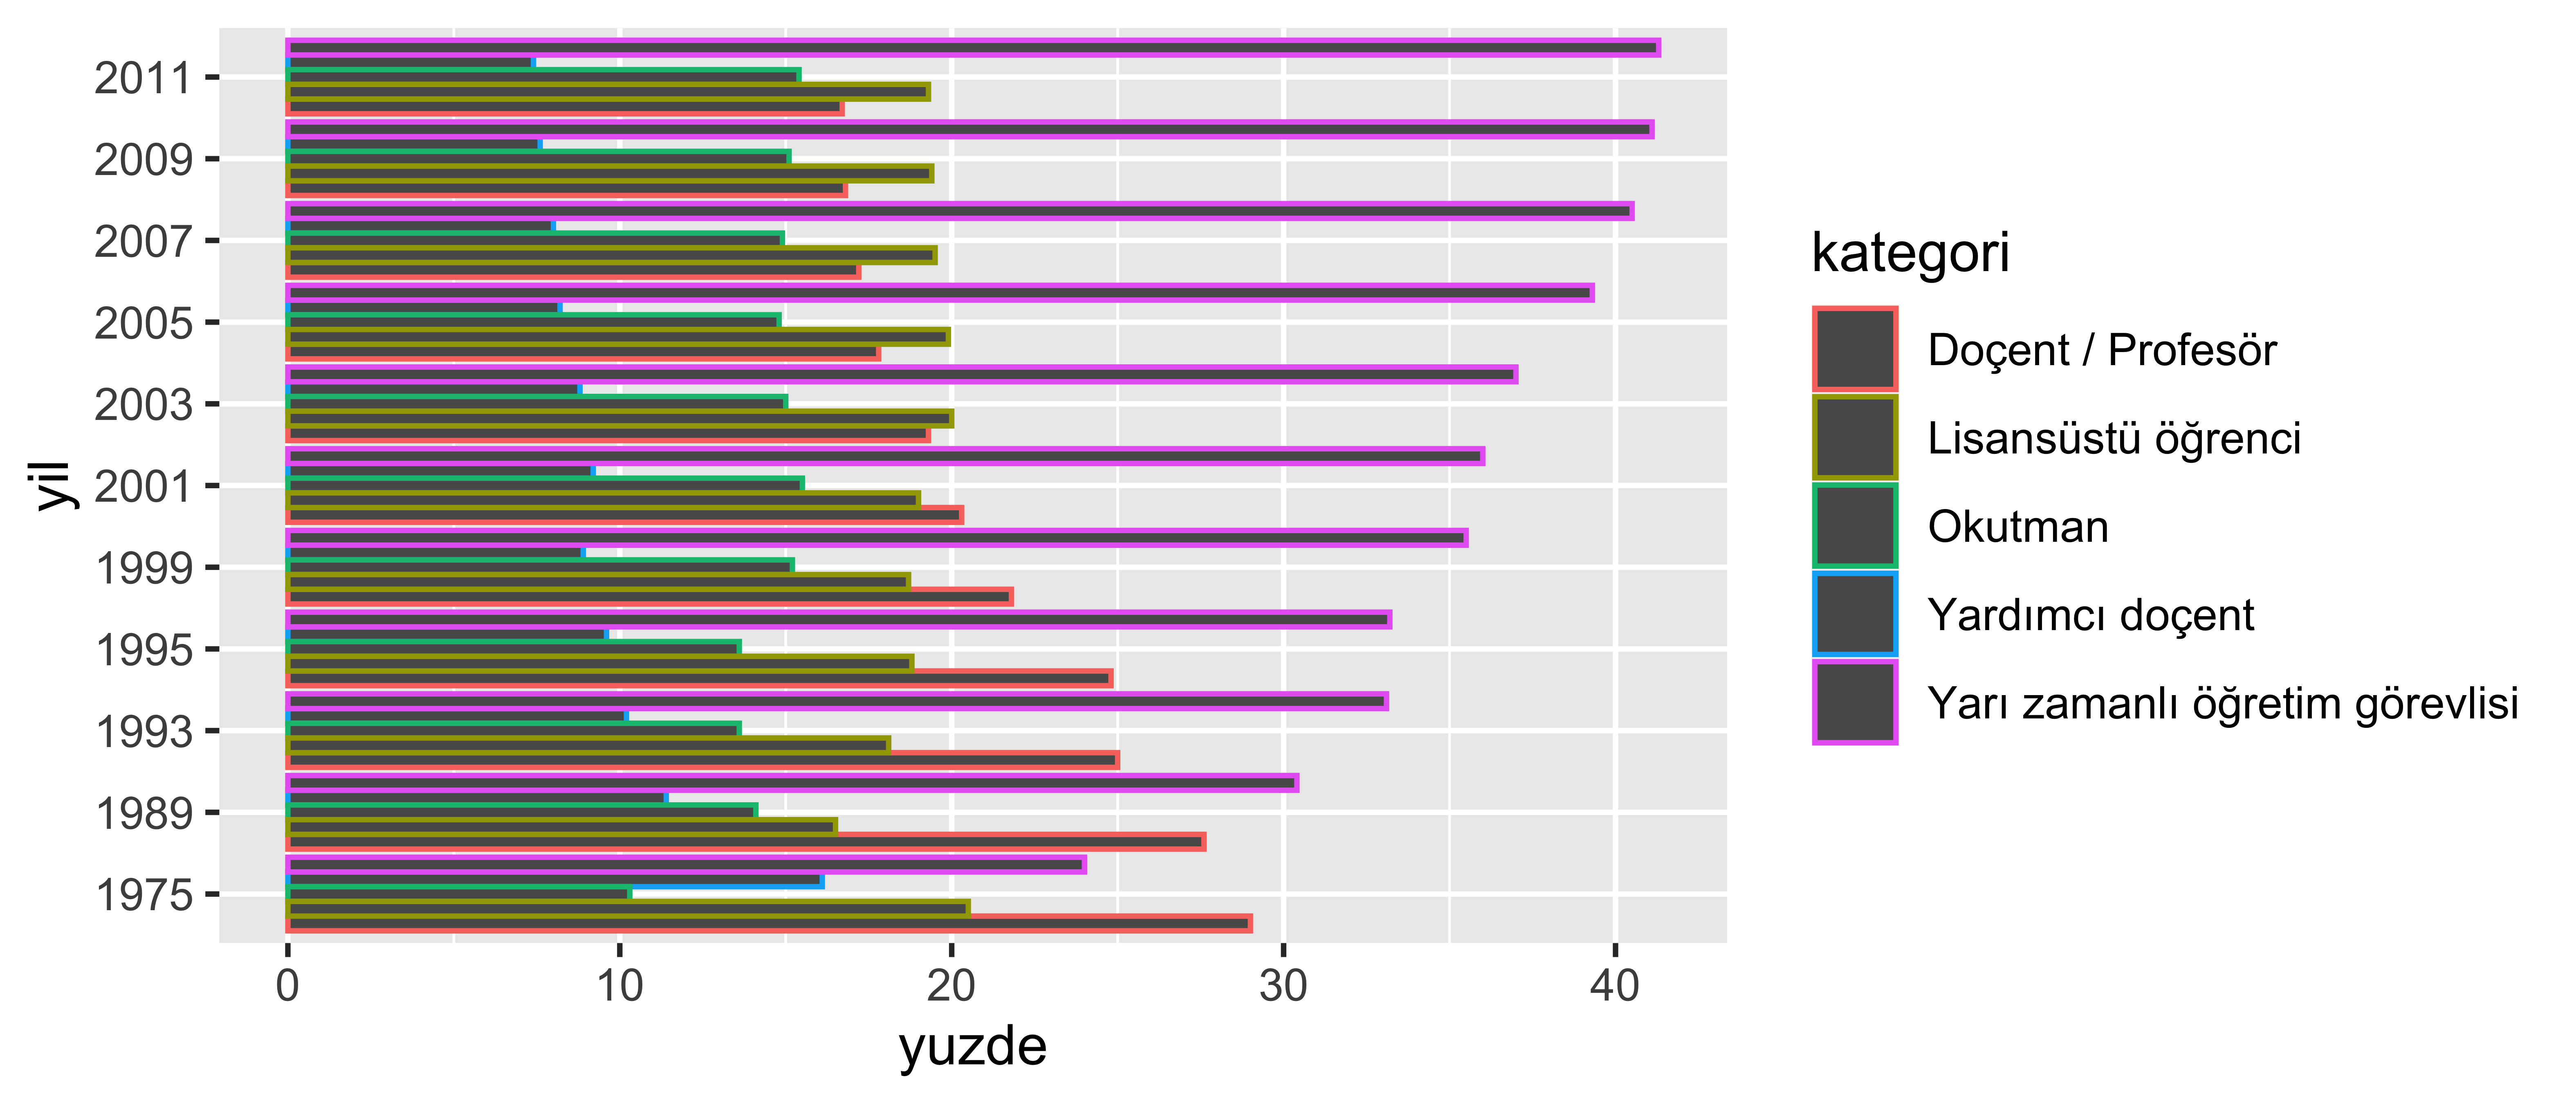 2011
2009
2007
2005
2003
2001
1999
1995
1993
1989
1975
yil
0 10 20 30 40
yuzde
kategori
Doçent / Profesör
Lisansüstü öğrenci
Okutman
Yardımcı doçent
Yarı zamanlı öğretim görevlisi